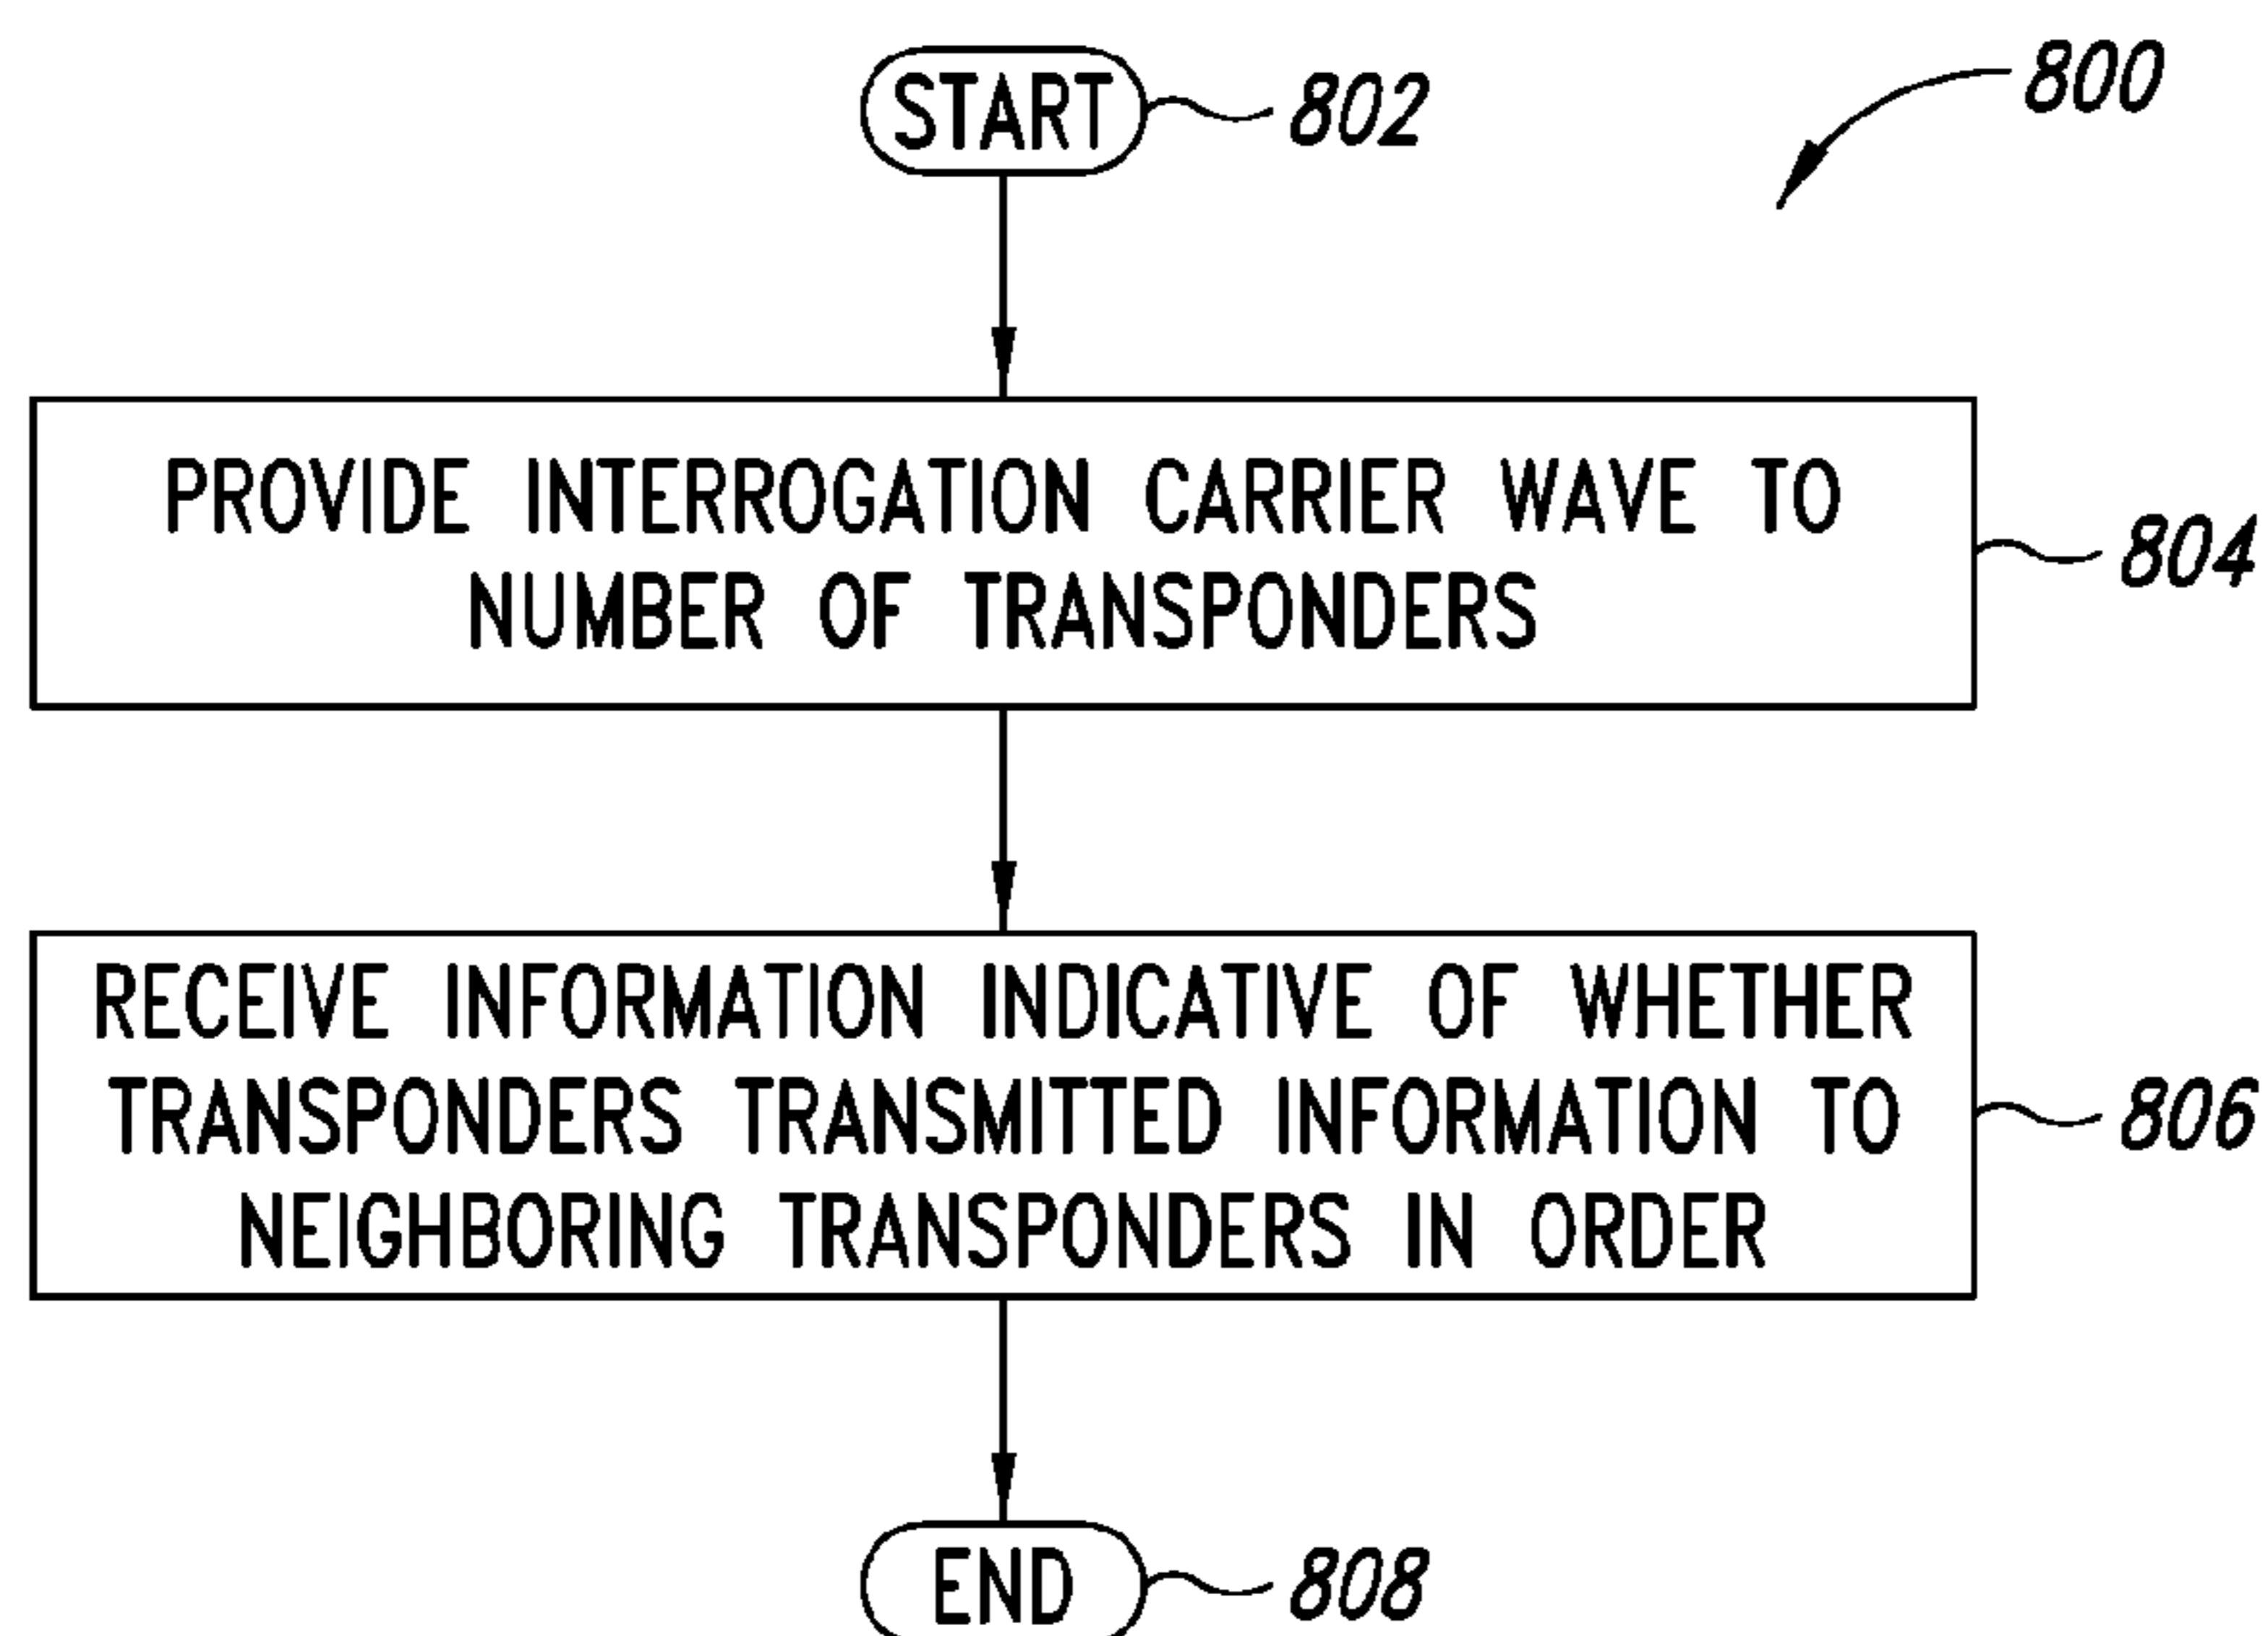 START
802
800
PROVIDE INTERROGATION CARRIER WAVE TO
NUMBER OF TRANSPONDERS
804
RECEIVE INFORMATION INDICATIVE OF WHETHER
TRANSPONDERS TRANSMITTED INFORMATION TO
NEIGHBORING TRANSPONDERS IN ORDER
806
END
808